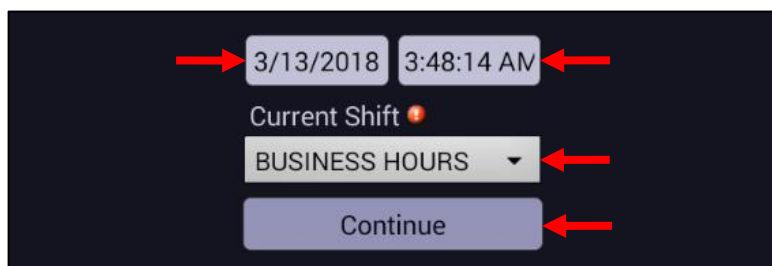 3/13/2018 3:48:14 AM
Current Shift
BUSINESS HOURS
Continue